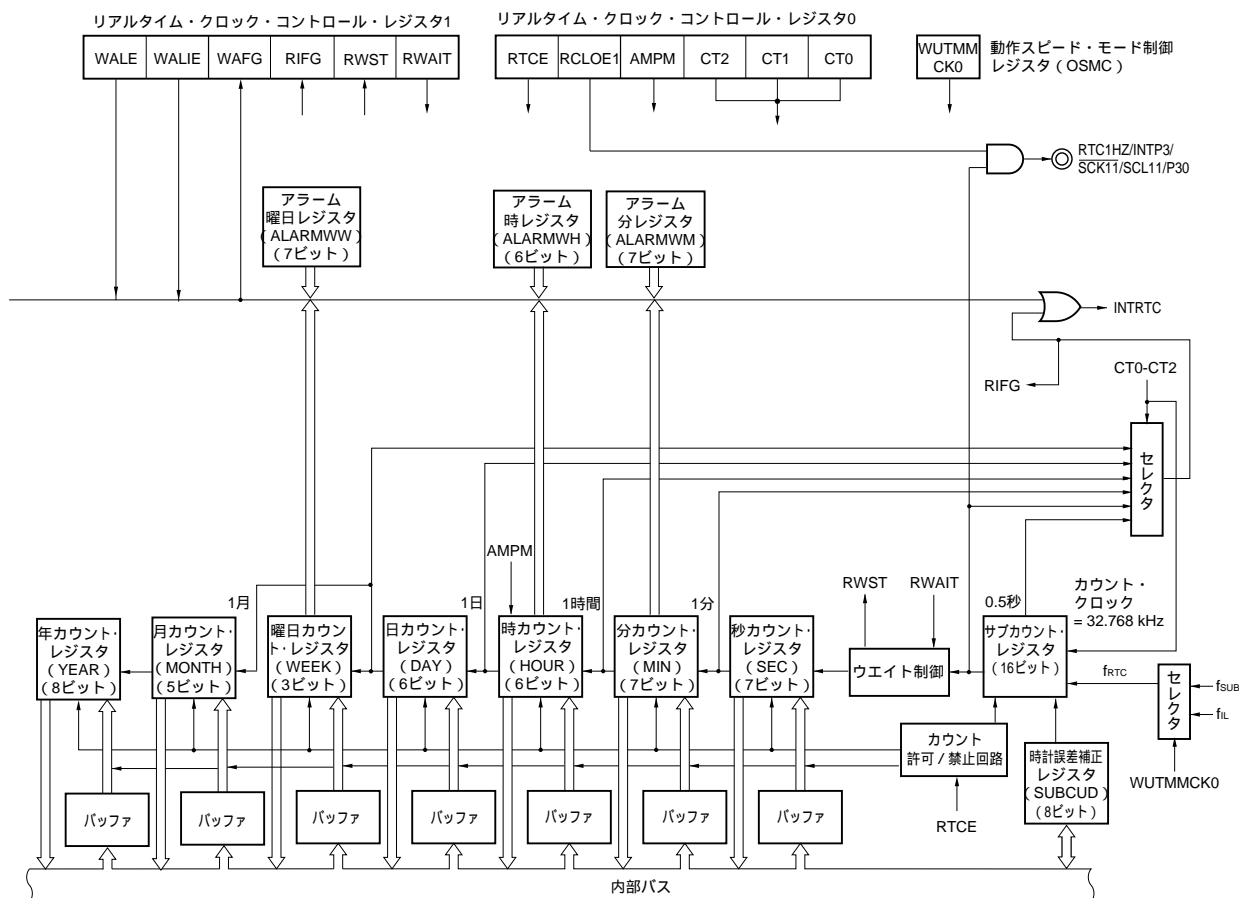 リアルタイム・クロック・コントロール・レジスタ1
WALE WALIE WAFG RIFG RWST RWAIT
リアルタイム・クロック・コントロール・レジスタ0
RTCE RCLOE1 AMPM CT2 CT1 CT0
WUTMM
CK0
動作スピード・モード制御
レジスタ(OSMC)
RTC1HZ/INTP3/
SCK11/SCL11/P30
アラーム
曜日レジスタ
(ALARMWW)
(7ビット)
アラーム
時レジスタ
(ALARMWH)
(6ビット)
アラーム
分レジスタ
(ALARMWM)
(7ビット)
INTRTC
RIFG
CT0-CT2
セレクタ
AMPM
RWST
RWAIT
カウント・
クロック
= 32.768 kHz
1月
1日
1時間
1分
0.5秒
年カウント・
レジスタ
(YEAR)
(8ビット)
月カウント・
レジスタ
(MONTH)
(5ビット)
曜日カウン
ト・レジスタ
(WEEK)
(3ビット)
日カウント・
レジスタ
(DAY)
(6ビット)
時カウント・
レジスタ
(HOUR)
(6ビット)
分カウント・
レジスタ
(MIN)
(7ビット)
秒カウント・
レジスタ
(SEC)
(7ビット)
ウエイト制御
サブカウント・
レジスタ
(16ビット)
fRTC
セレクタ
fSUB
fIL
WUTMMCK0
カウント
許可/禁止回路
RTCE
時計誤差補正
レジスタ
(SUBCUD)
(8ビット)
バッファ バッファ バッファ バッファ バッファ バッファ バッファ
内部バス